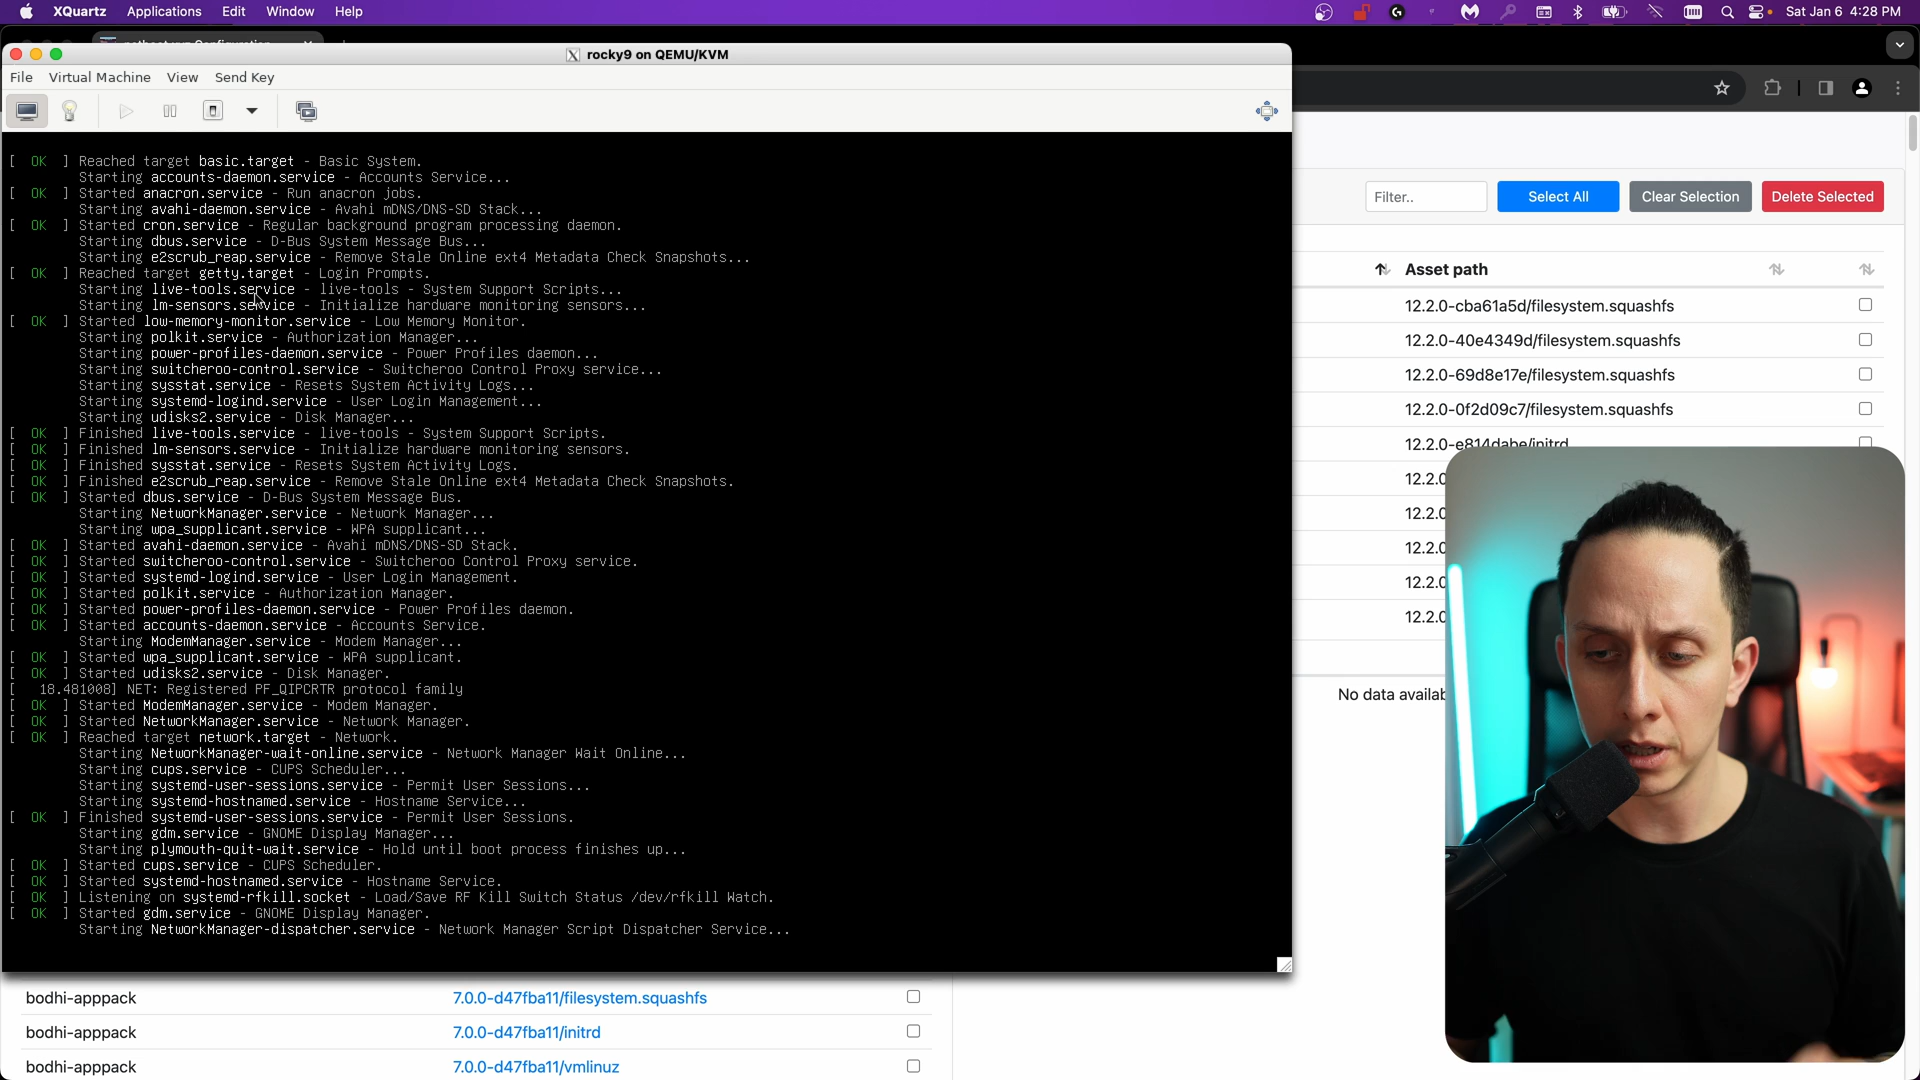 XQuartz Applications Edit Window Help
Sat Jan 6 4:28 PM
rocky9 on QEMU/KVM
File Virtual Machine View Send Key
[ OK ] Reached target basic.target - Basic System.
Starting accounts-daemon.service - Accounts Service...
[ OK ] Started anacron.service - Run anacron jobs.
Starting avahi-daemon.service - Avahi mDNS/DNS-SD Stack...
[ OK ] Started cron.service - Regular background program processing daemon.
Starting dbus.service - D-Bus System Message Bus...
Starting e2scrub_reap.service - Remove Stale Online ext4 Metadata Check Snapshots...
[ OK ] Reached target getty.target - Login Prompts.
Starting live-tools.service - live-tools - System Support Scripts...
Starting lm-sensors.service - Initialize hardware monitoring sensors...
[ OK ] Started low-memory-monitor.service - Low Memory Monitor.
Starting polkit.service - Authorization Manager...
Starting power-profiles-daemon.service - Power Profiles daemon...
Starting switcheroo-control.service - Switcheroo Control Proxy service...
Starting sysstat.service - Resets System Activity Logs...
Starting systemd-logind.service - User Login Management...
Starting udisks2.service - Disk Manager...
[ OK ] Finished live-tools.service - live-tools - System Support Scripts.
[ OK ] Finished lm-sensors.service - Initialize hardware monitoring sensors.
[ OK ] Finished sysstat.service - Resets System Activity Logs.
[ OK ] Finished e2scrub_reap.service - Remove Stale Online ext4 Metadata Check Snapshots.
[ OK ] Started dbus.service - D-Bus System Message Bus.
Starting NetworkManager.service - Network Manager...
Starting wpa_supplicant.service - WPA supplicant...
[ OK ] Started avahi-daemon.service - Avahi mDNS/DNS-SD Stack.
[ OK ] Started switcheroo-control.service - Switcheroo Control Proxy service.
[ OK ] Started systemd-logind.service - User Login Management.
[ OK ] Started polkit.service - Authorization Manager.
[ OK ] Started power-profiles-daemon.service - Power Profiles daemon.
[ OK ] Started accounts-daemon.service - Accounts Service.
Starting ModemManager.service - Modem Manager...
[ OK ] Started wpa_supplicant.service - WPA supplicant.
[ OK ] Started udisks2.service - Disk Manager.
[ 18.481008] NET: Registered PF_QIPCRTR protocol family
[ OK ] Started ModemManager.service - Modem Manager.
[ OK ] Started NetworkManager.service - Network Manager.
[ OK ] Reached target network.target - Network.
Starting NetworkManager-wait-online.service - Network Manager Wait Online...
Starting cups.service - CUPS Scheduler...
Starting systemd-user-sessions.service - Permit User Sessions...
Starting systemd-hostnamed.service - Hostname Service...
[ OK ] Finished systemd-user-sessions.service - Permit User Sessions.
Starting gdm.service - GNOME Display Manager...
Starting plymouth-quit-wait.service - Hold until boot process finishes up...
[ OK ] Started cups.service - CUPS Scheduler.
[ OK ] Started systemd-hostnamed.service - Hostname Service.
[ OK ] Listening on systemd-rfkill.socket - Load/Save RF Kill Switch Status /dev/rfkill Watch.
[ OK ] Started gdm.service - GNOME Display Manager.
Starting NetworkManager-dispatcher.service - Network Manager Script Dispatcher Service...
Filter.. Select All Clear Selection Delete Selected
Asset path
12.2.0-cba61a5d/filesystem.squashfs
12.2.0-40e4349d/filesystem.squashfs
12.2.0-69d8e17e/filesystem.squashfs
12.2.0-0f2d09c7/filesystem.squashfs
12.2.0-e814dabe/initrd
12.2.0
12.2.0
12.2.0
12.2.0
12.2.0
No data availab
bodhi-apppack 7.0.0-d47fba11/filesystem.squashfs
bodhi-apppack 7.0.0-d47fba11/initrd
bodhi-apppack 7.0.0-d47fba11/vmlinuz